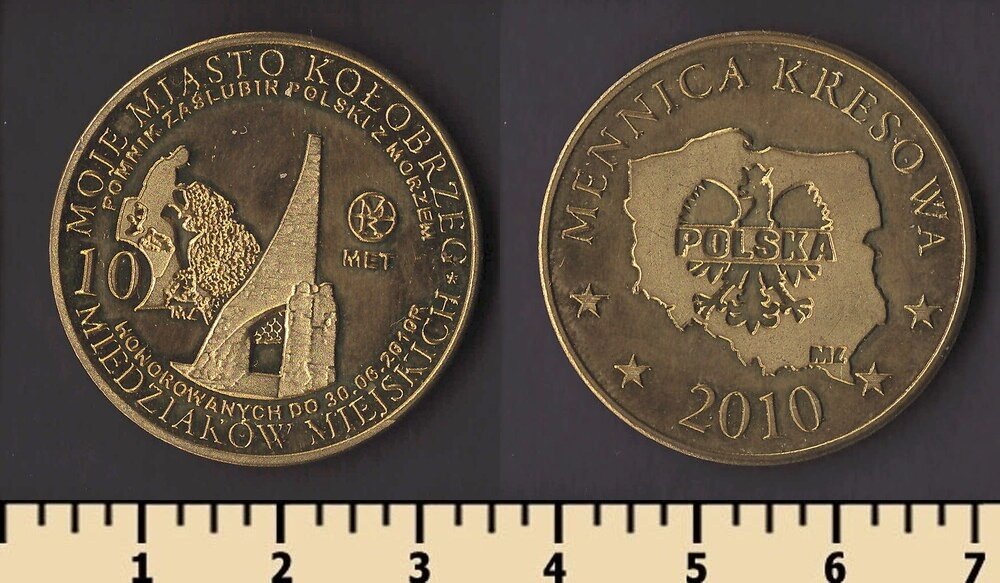 MOJE MIASTO KOŁOBRZEG *
POMNIK ZAŚLUBIN POLSKI Z MORZEM
MET
10
MIEDZIAKÓW MIEJSKICH
HONOROWANYCH DO 30.06.2010R
MENNICA KRESOWA
POLSKA
MZ
2010
1 2 3 4 5 6 7